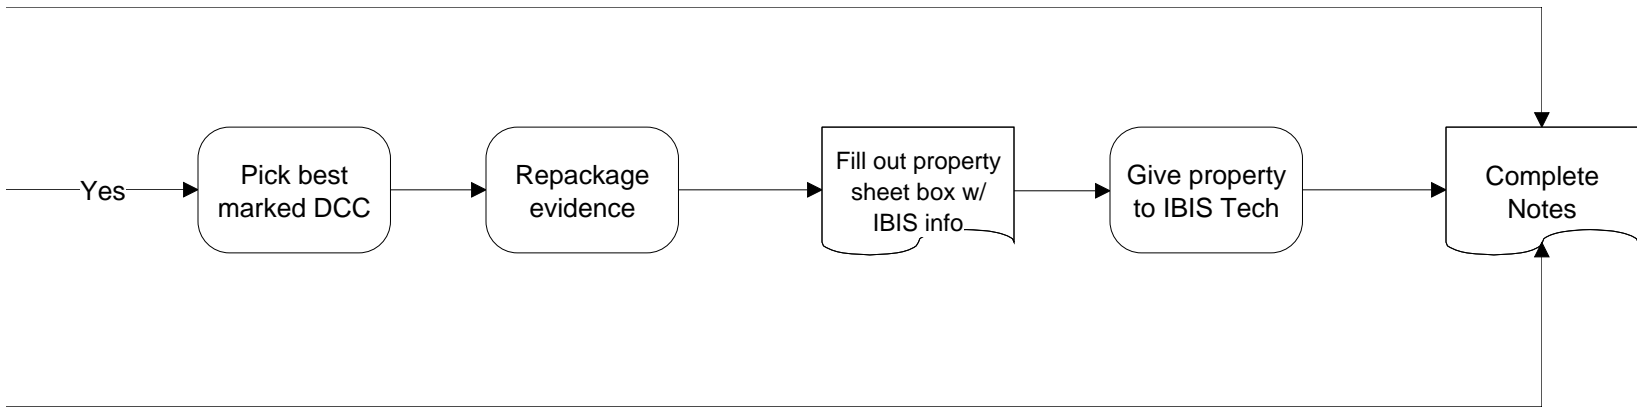 Yes
Pick best
marked DCC
Repackage
evidence
Fill out property
sheet box w/
IBIS info
Give property
to IBIS Tech
Complete
Notes